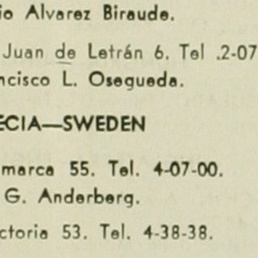 io Alvarez Biraude.
Juan de Letrán 6. Tel .2-07
ncisco L. Osegueda.
ECIA—SWEDEN
marca 55. Tel. 4-07-00.
G. Anderberg.
ctoria 53. Tel. 4-38-38.